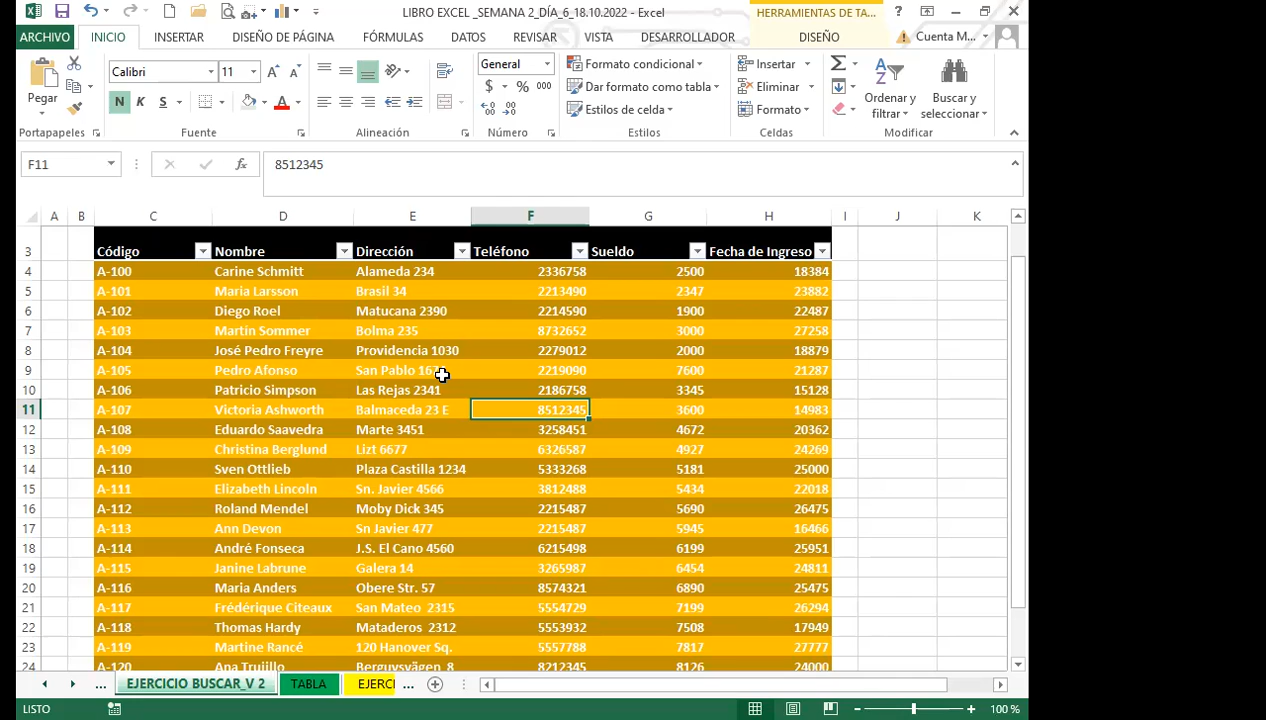 LIBRO EXCEL _SEMANA 2_DÍA_6_18.10.2022 - Excel
HERRAMIENTAS DE TA...
ARCHIVO INICIO INSERTAR DISEÑO DE PÁGINA FÓRMULAS DATOS REVISAR VISTA DESARROLLADOR DISEÑO Cuenta M...
Calibri 11 General Formato condicional Insertar
Pegar N K S $ % 000 Dar formato como tabla Eliminar Ordenar y filtrar Buscar y seleccionar
Estilos de celda Formato
Portapapeles Fuente Alineación Número Estilos Celdas Modificar
F11 fx 8512345
A B C D E F G H I J K
3 Código Nombre Dirección Teléfono Sueldo Fecha de Ingreso
4 A-100 Carine Schmitt Alameda 234 2336758 2500 18384
5 A-101 Maria Larsson Brasil 34 2213490 2347 23882
6 A-102 Diego Roel Matucana 2390 2214590 1900 22487
7 A-103 Martín Sommer Bolma 235 8732652 3000 27258
8 A-104 José Pedro Freyre Providencia 1030 2279012 2000 18879
9 A-105 Pedro Afonso San Pablo 2219090 7600 21287
10 A-106 Patricio Simpson Las Rejas 2341 2186758 3345 15128
11 A-107 Victoria Ashworth Balmaceda 23 E 8512345 3600 14983
12 A-108 Eduardo Saavedra Marte 3451 3258451 4672 20362
13 A-109 Christina Berglund Lizt 6677 6326587 4927 24269
14 A-110 Sven Ottlieb Plaza Castilla 1234 5333268 5181 25000
15 A-111 Elizabeth Lincoln Sn. Javier 4566 3812488 5434 22018
16 A-112 Roland Mendel Moby Dick 345 2215487 5690 26475
17 A-113 Ann Devon Sn Javier 477 2215487 5945 16466
18 A-114 André Fonseca J.S. El Cano 4560 6215498 6199 25951
19 A-115 Janine Labrune Galera 14 3265987 6454 24811
20 A-116 Maria Anders Obere Str. 57 8574321 6890 25475
21 A-117 Frédérique Citeaux San Mateo 2315 5554729 7199 26294
22 A-118 Thomas Hardy Mataderos 2312 5553932 7508 17949
23 A-119 Martine Rancé 120 Hanover Sq. 5557788 7817 27777
24 A-120 Ana Trujillo Berguvsvägen 8 8212345 8126 24000
... EJERCICIO BUSCAR_V 2 TABLA EJERCI ...
LISTO 100 %